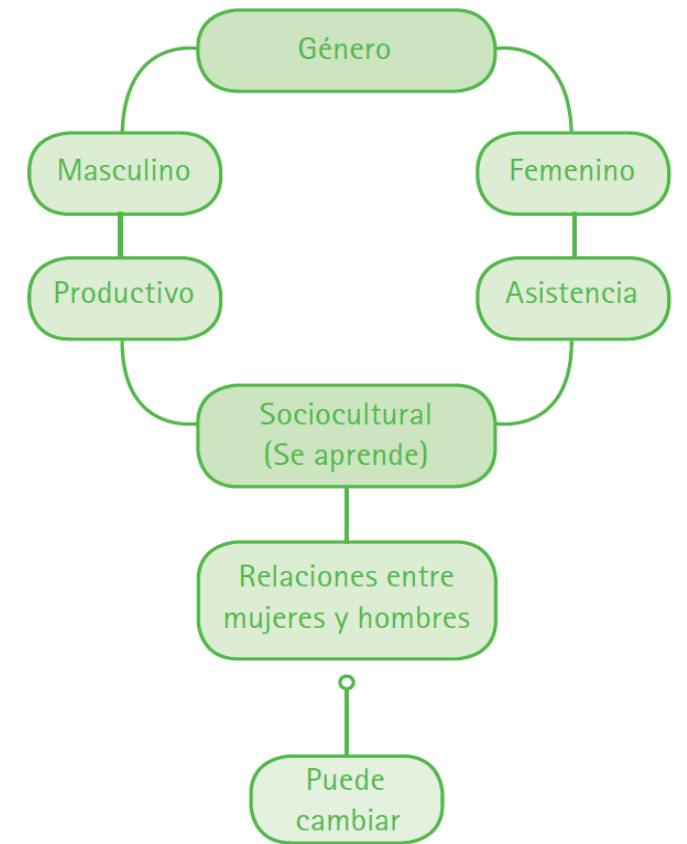 Género
Masculino
Femenino
Productivo
Asistencia
Sociocultural
(Se aprende)
Relaciones entre
mujeres y hombres
Puede
cambiar